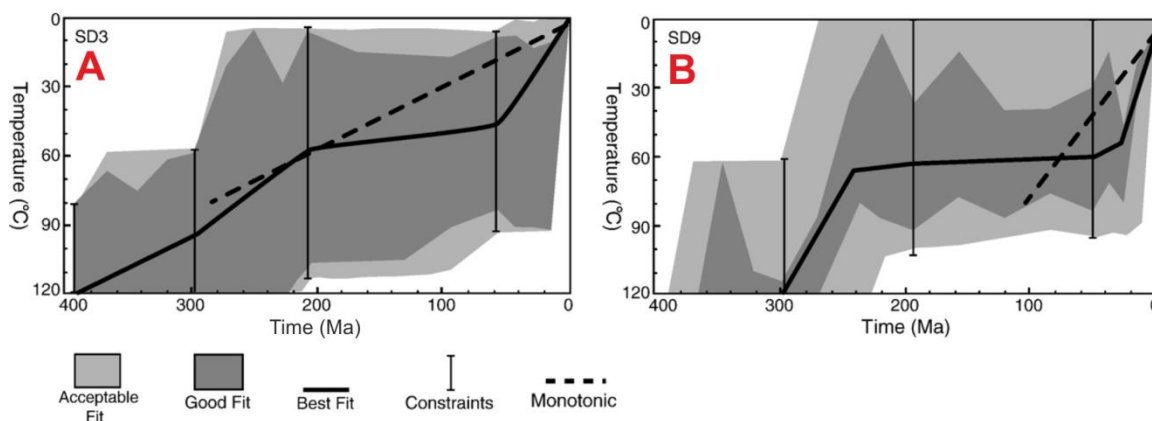 SD3
A
Temperature (°C)
0
30
60
90
120
400
300
200
100
0
Time (Ma)
SD9
B
Temperature (°C)
0
30
60
90
120
400
300
200
100
0
Time (Ma)
Acceptable
Fit
Good Fit
Best Fit
Constraints
Monotonic